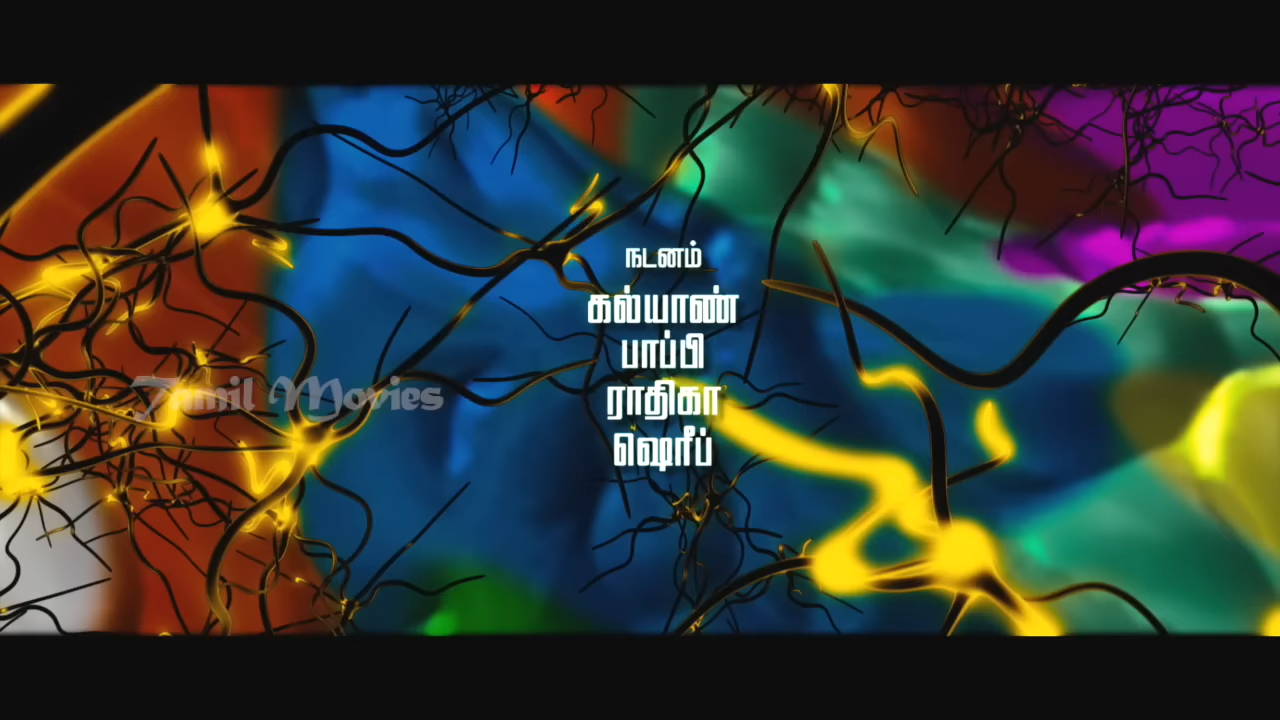 நடனம்
கல்யாண்
பாப்பி
ராதிகா
ஷெரீப்
Tamil Movies